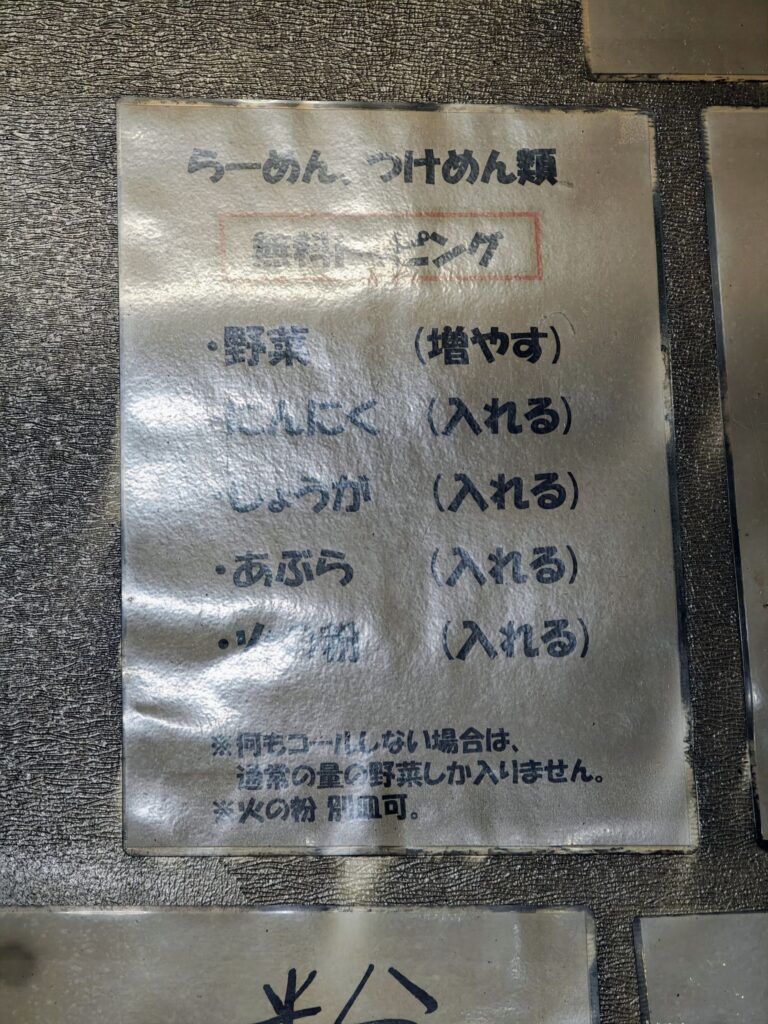 らーめん、つけめん類
無料トッピング
・野菜 (増やす)
・にんにく (入れる)
・しょうが (入れる)
・あぶら (入れる)
・火の粉 (入れる)
※何もコールしない場合は、
通常の量の野菜しか入りません。
※火の粉 別皿可。